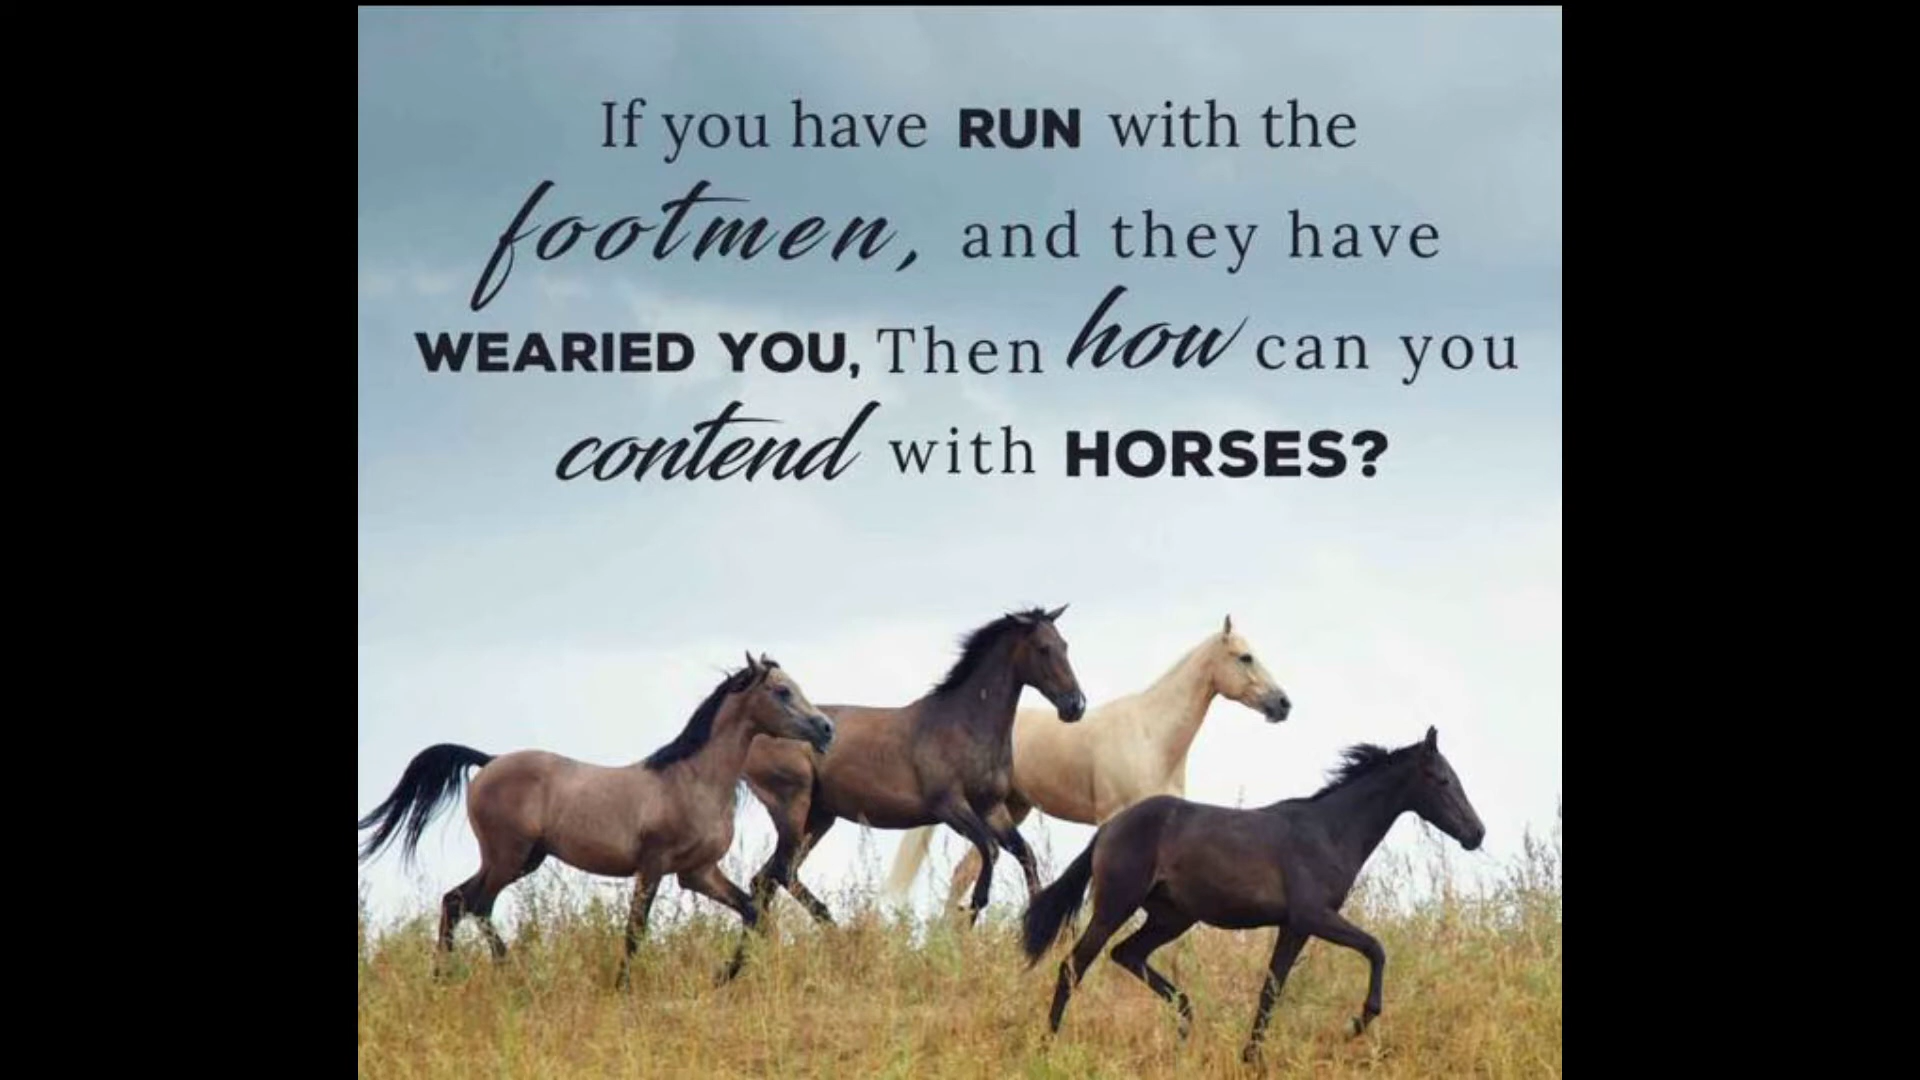 If you have RUN with the
footmen, and they have
WEARIED YOU, Then how can you
contend with HORSES?